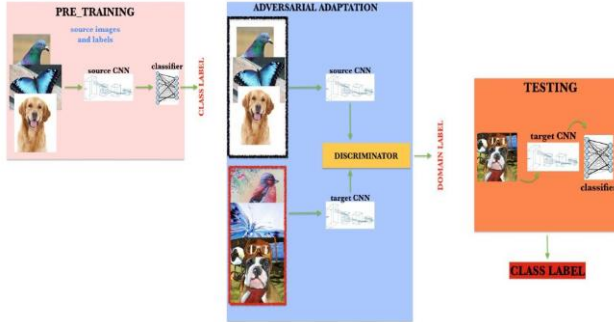 PRE_TRAINING
source images
and labels
source CNN
classifier
CLASS LABEL
ADVERSARIAL ADAPTATION
source CNN
DISCRIMINATOR
DOMAIN LABEL
target CNN
TESTING
target CNN
classifier
CLASS LABEL